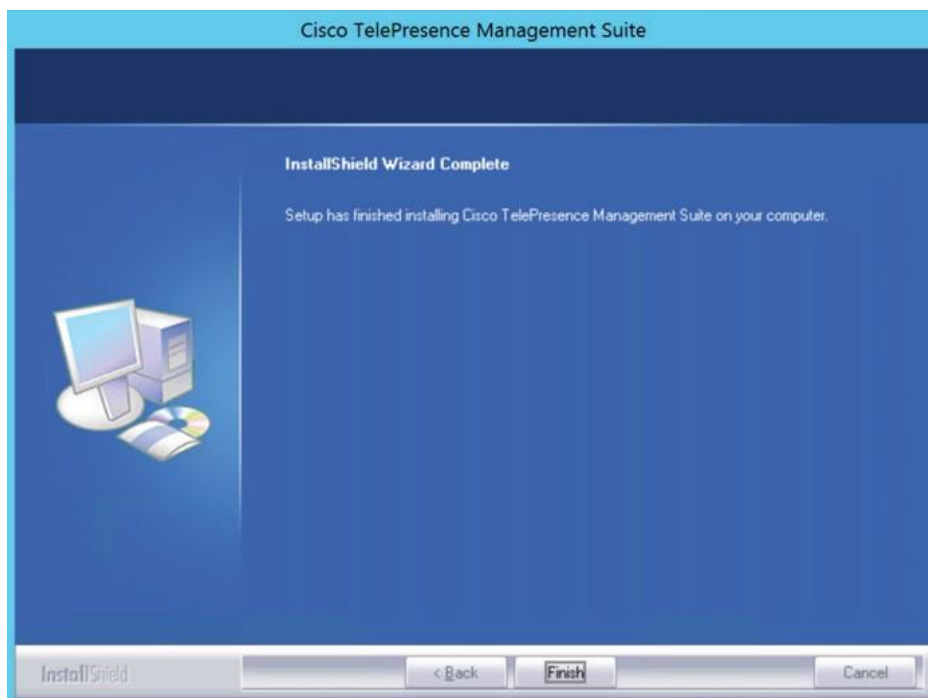 Cisco TelePresence Management Suite
InstallShield Wizard Complete
Setup has finished installing Cisco TelePresence Management Suite on your computer.
InstallShield
< Back
Finish
Cancel